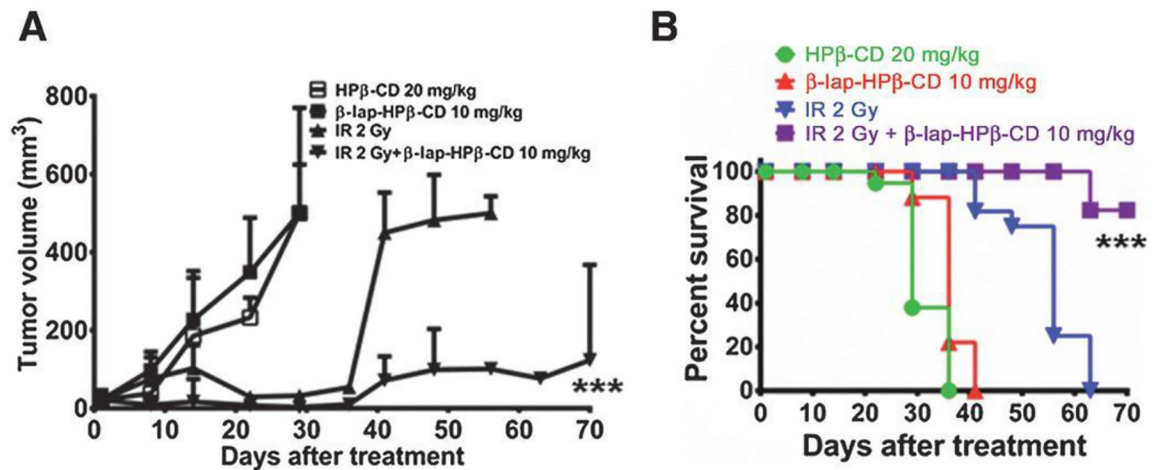 A
HPβ-CD 20 mg/kg
β-lap-HPβ-CD 10 mg/kg
IR 2 Gy
IR 2 Gy+β-lap-HPβ-CD 10 mg/kg
Tumor volume (mm³)
800
600
400
200
0
0 10 20 30 40 50 60 70
Days after treatment
***
B
HPβ-CD 20 mg/kg
β-lap-HPβ-CD 10 mg/kg
IR 2 Gy
IR 2 Gy + β-lap-HPβ-CD 10 mg/kg
Percent survival
100
80
60
40
20
0
0 10 20 30 40 50 60 70
Days after treatment
***